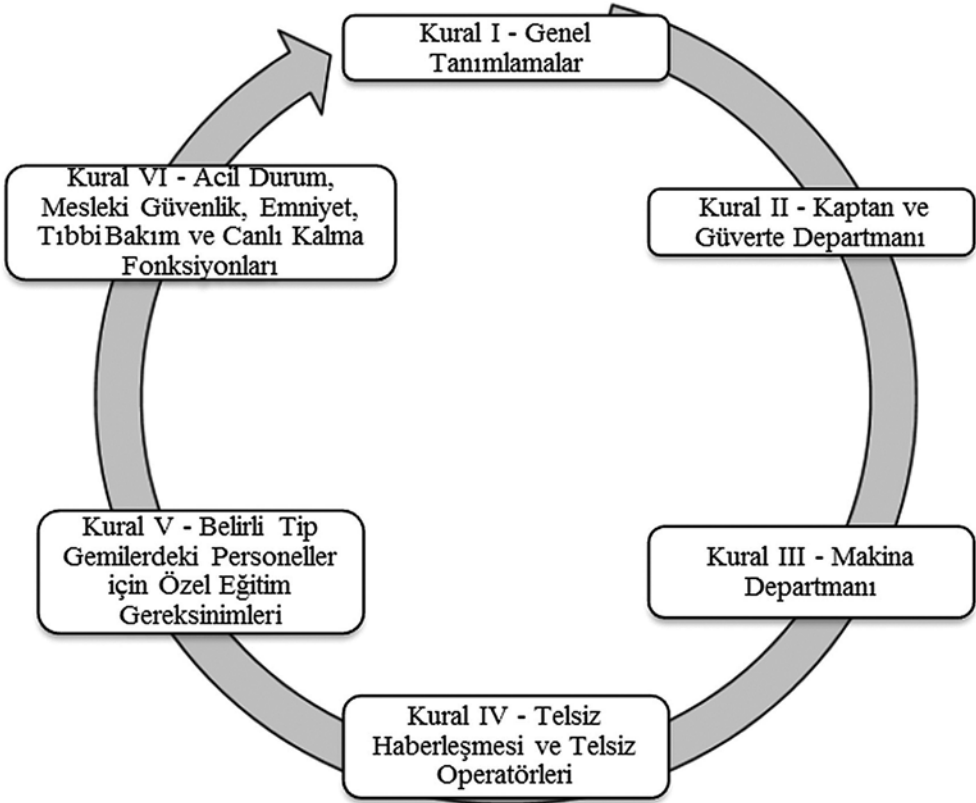 Kural I - Genel
Tanımlamalar
Kural II - Kaptan ve
Güverte Departmanı
Kural III - Makina
Departmanı
Kural IV - Telsiz
Haberleşmesi ve Telsiz
Operatörleri
Kural V - Belirli Tip
Gemilerdeki Personeller
için Özel Eğitim
Gereksinimleri
Kural VI - Acil Durum,
Mesleki Güvenlik, Emniyet,
Tıbbi Bakım ve Canlı Kalma
Fonksiyonları